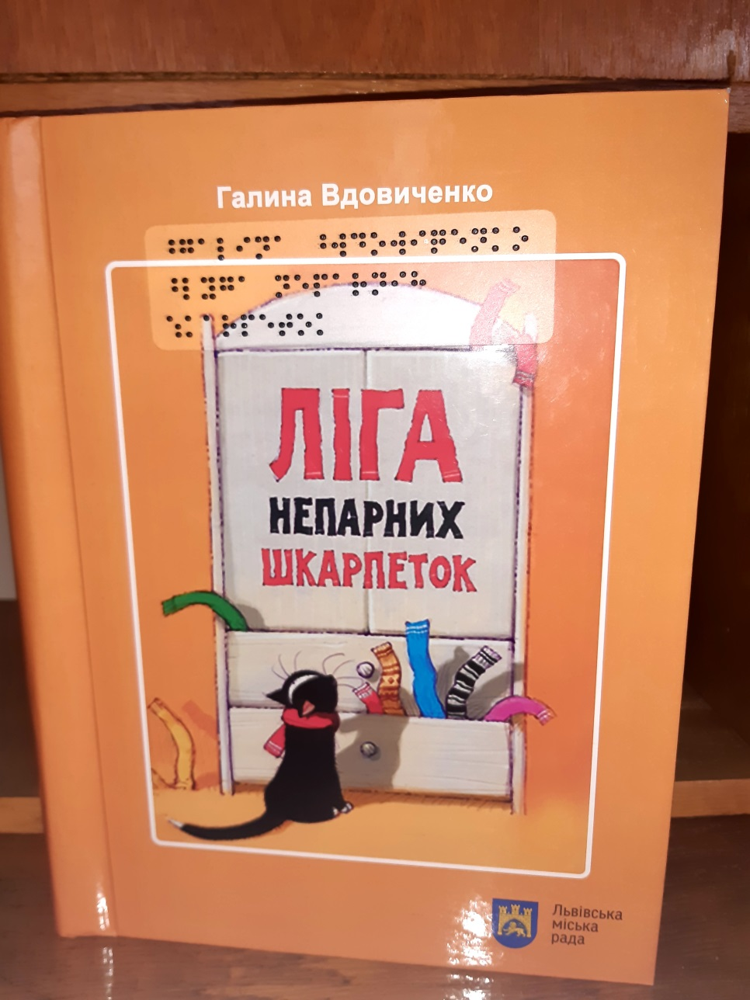 Галина Вдовиченко
ЛІГА
НЕПАРНИХ
ШКАРПЕТОК
Львівська
міська
рада